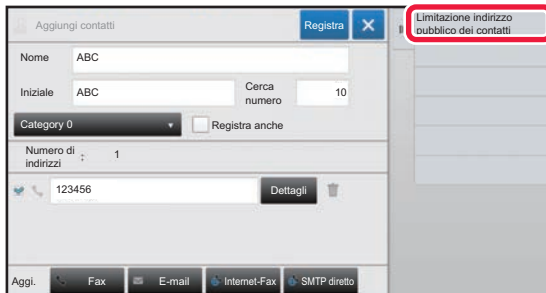 Aggiungi contatti
Registra
Limitazione indirizzo
pubblico dei contatti
Nome
ABC
Iniziale
ABC
Cerca
numero
10
Category 0
Registra anche
Numero di
indirizzi
:
1
123456
Dettagli
Aggi.
Fax
E-mail
Internet-Fax
SMTP diretto